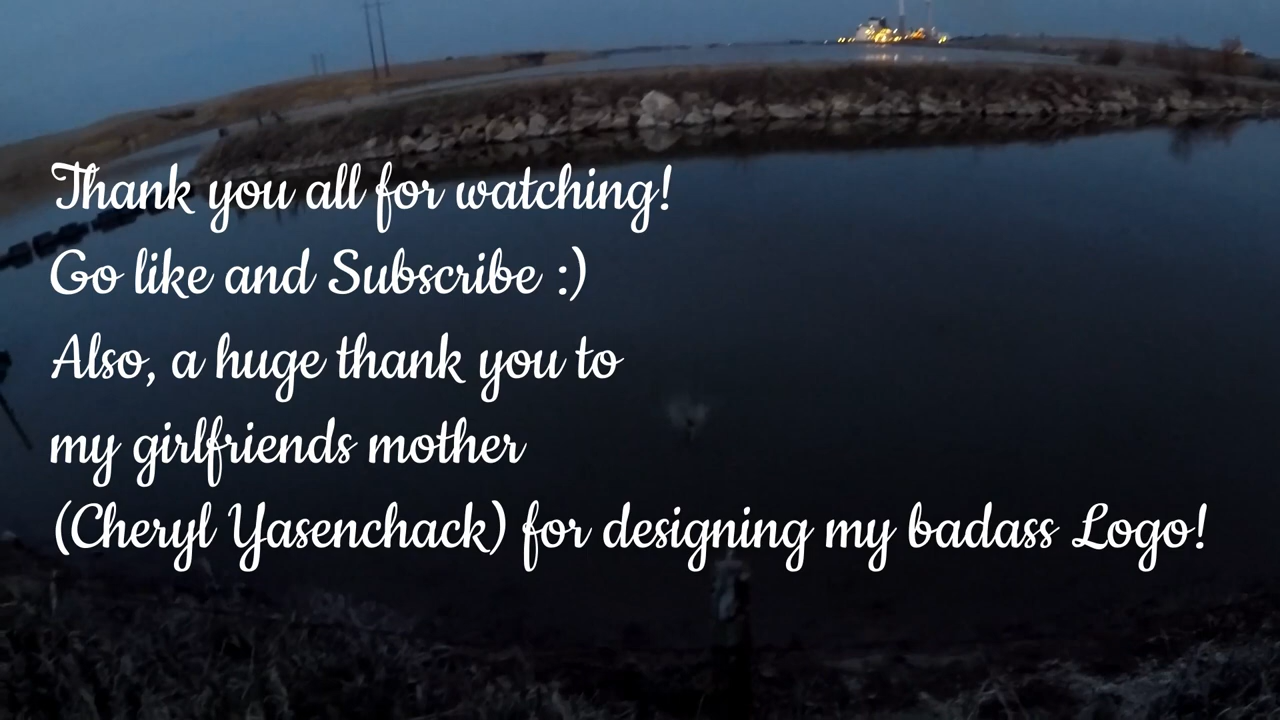 Thank you all for watching!
Go like and Subscribe :)
Also, a huge thank you to
my girlfriends mother
(Cheryl Yasenchack) for designing my badass Logo!